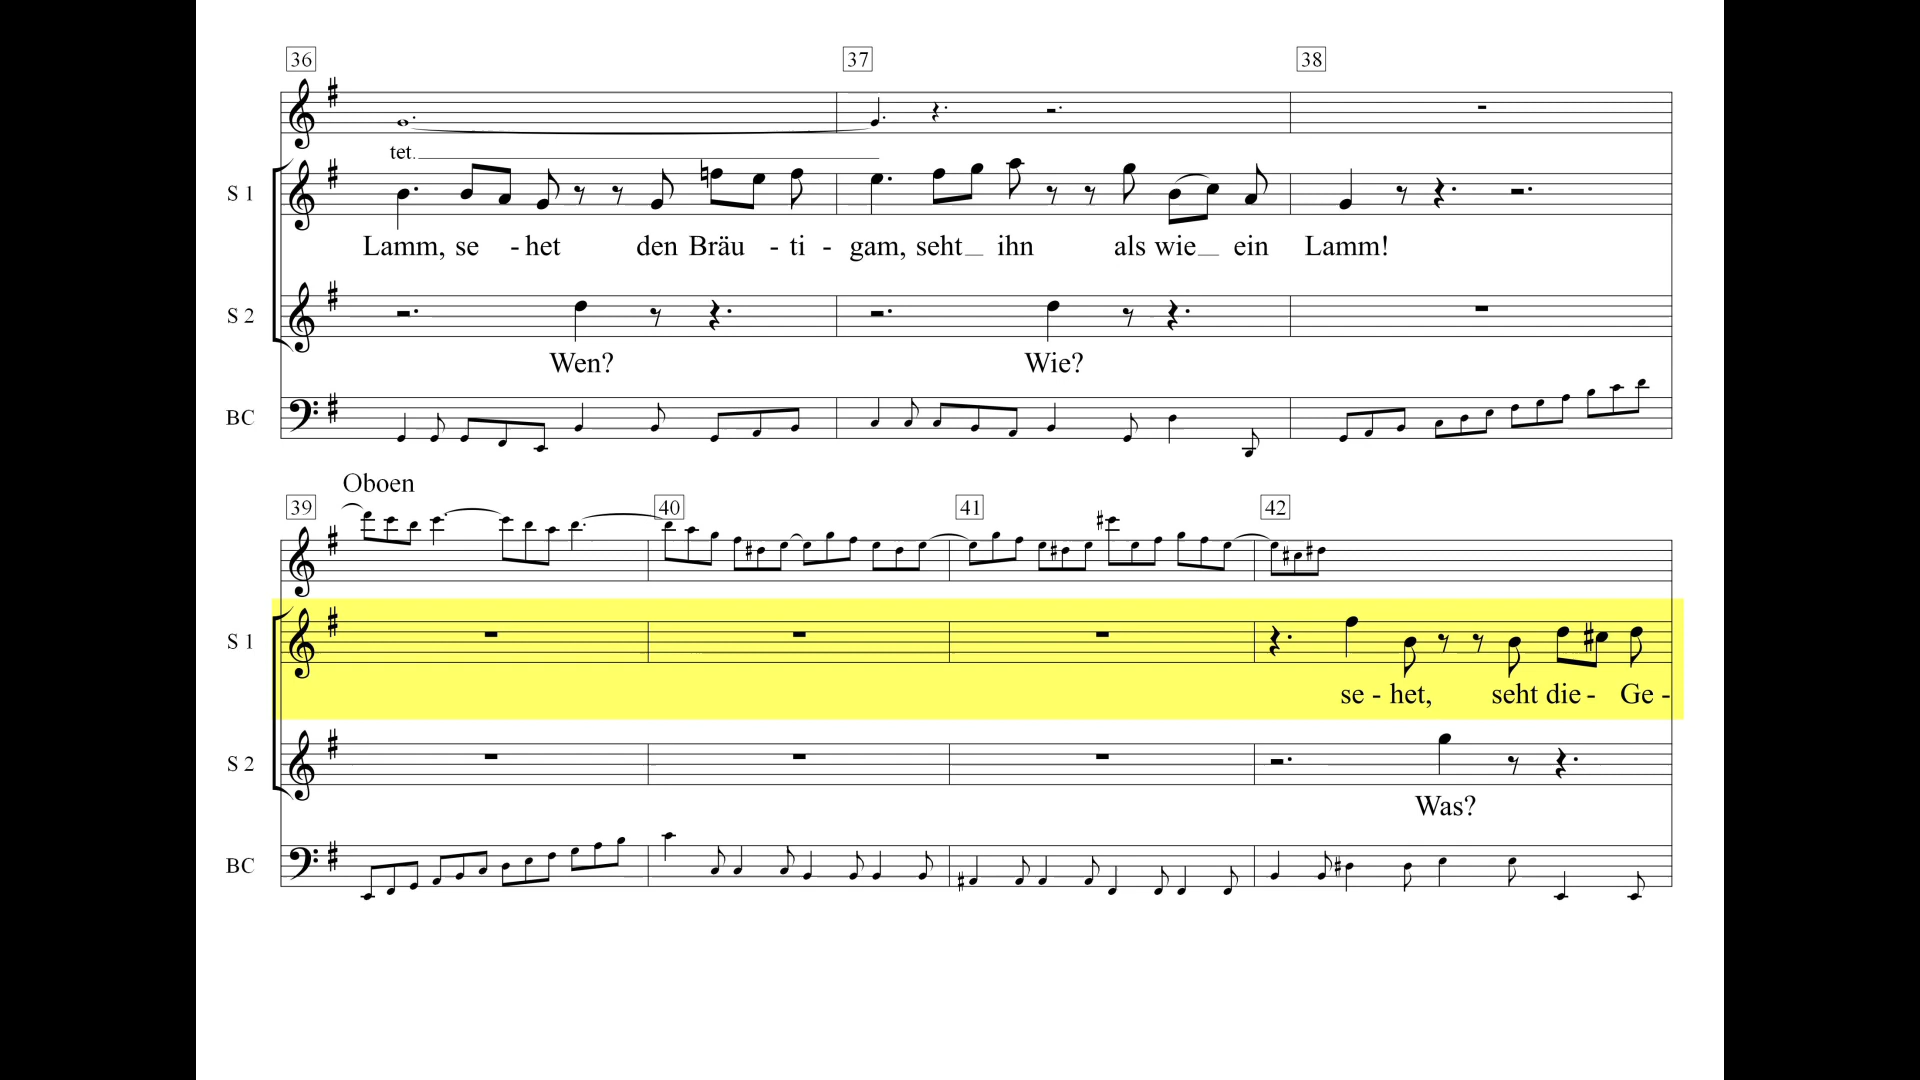 36 37 38
tet.
S 1
Lamm, se - het den Bräu - ti - gam, seht ihn als wie ein Lamm!
S 2
Wen? Wie?
BC
Oboen
39 40 41 42
S 1
se - het, seht die - Ge -
S 2
Was?
BC